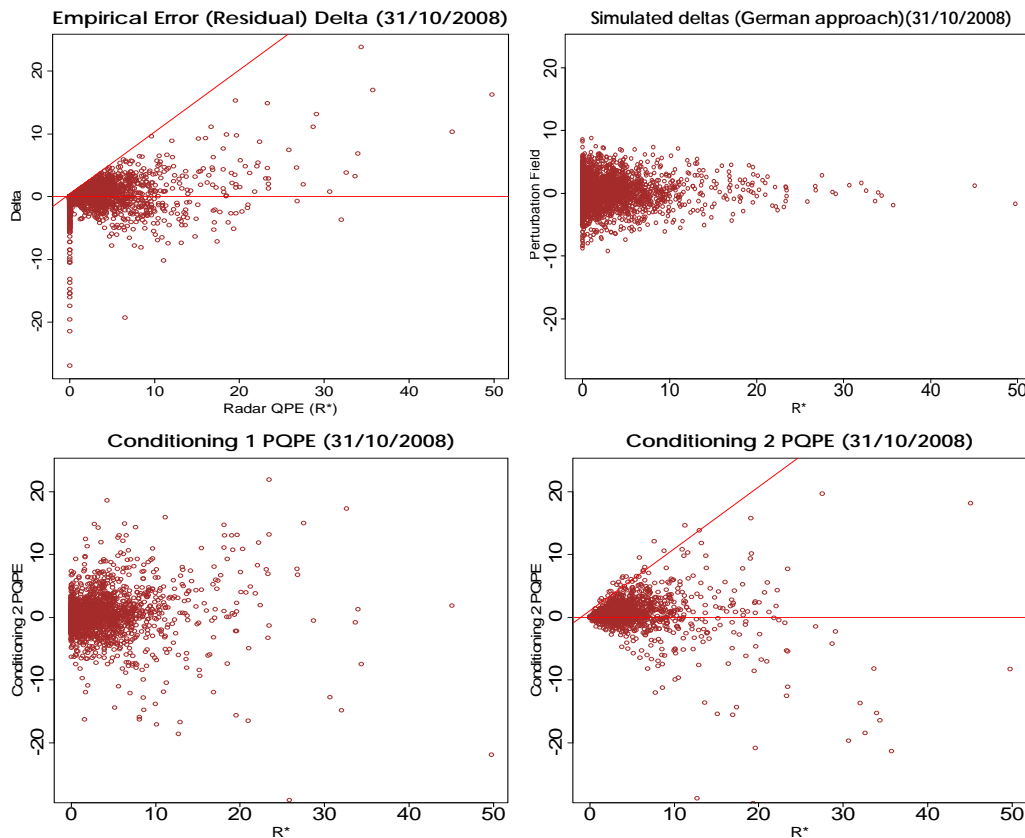 Empirical Error (Residual) Delta (31/10/2008)
Delta
20
10
0
-10
-20
0 10 20 30 40 50
Radar QPE (R*)
Simulated deltas (German approach)(31/10/2008)
Perturbation Field
20
10
0
-10
-20
0 10 20 30 40 50
R*
Conditioning 1 PQPE (31/10/2008)
Conditioning 2 PQPE
20
10
0
-10
-20
0 10 20 30 40 50
R*
Conditioning 2 PQPE (31/10/2008)
Conditioning 2 PQPE
20
10
0
-10
-20
0 10 20 30 40 50
R*